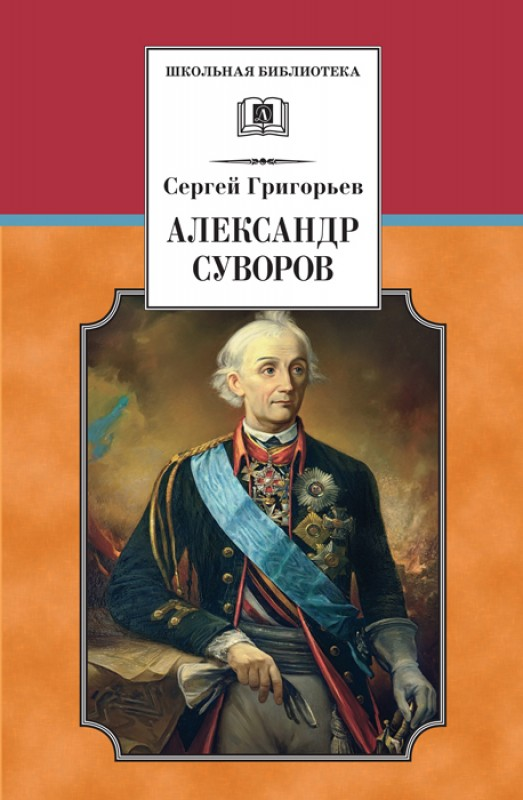 ШКОЛЬНАЯ БИБЛИОТЕКА
Сергей Григорьев
АЛЕКСАНДР
СУВОРОВ